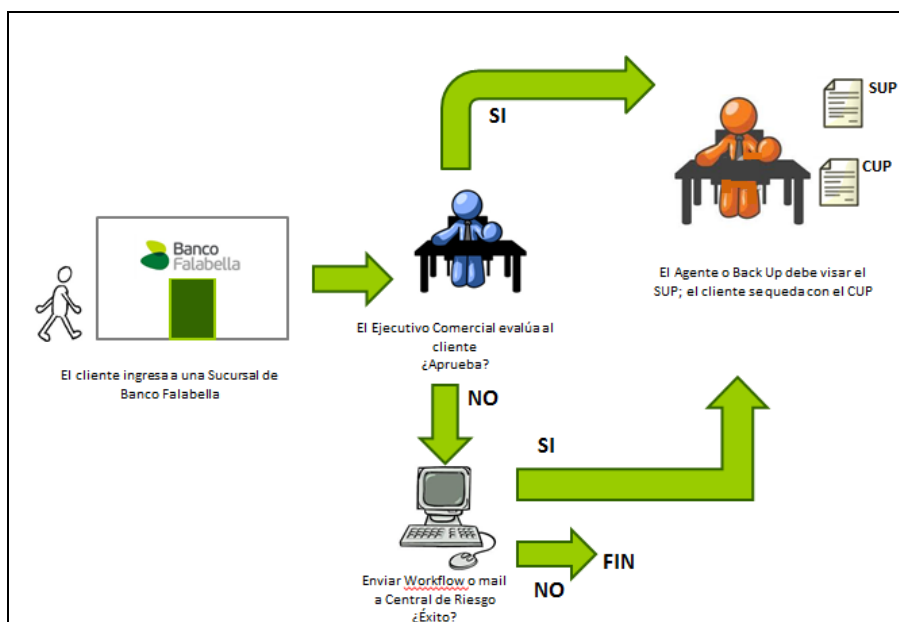 SI
SUP
CUP
Banco
Falabella
El Agente o Back Up debe visar el
SUP; el cliente se queda con el CUP
El Ejecutivo Comercial evalúa al
cliente
¿Aprueba?
El cliente ingresa a una Sucursal de
Banco Falabella
NO
SI
Enviar Workflow o mail
a Central de Riesgo
¿Éxito?
NO
FIN